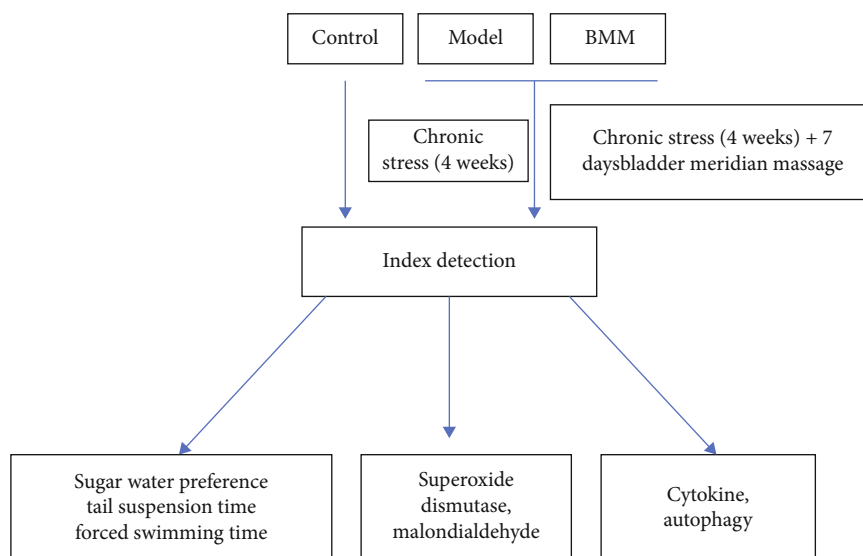 Control
Model
BMM
Chronic
stress (4 weeks)
Chronic stress (4 weeks) + 7
daysbladder meridian massage
Index detection
Sugar water preference
tail suspension time
forced swimming time
Superoxide
dismutase,
malondialdehyde
Cytokine,
autophagy